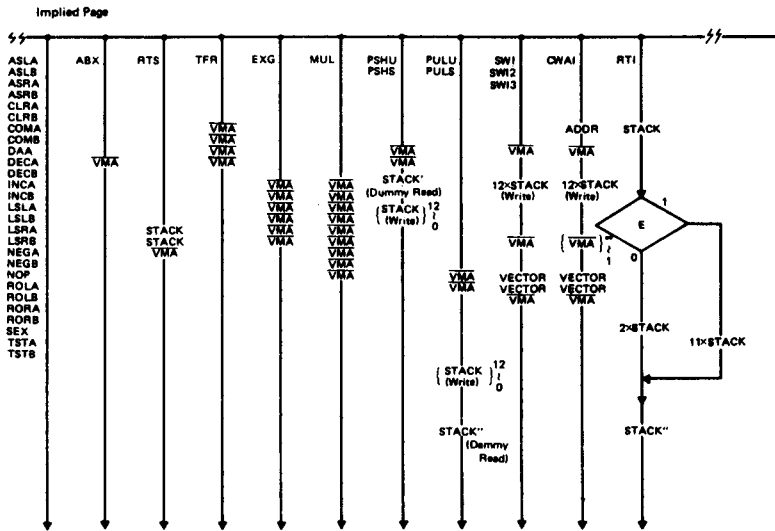 Implied Page
ASLA
ASLB
ASRA
ASRB
CLRA
CLRB
COMA
COMB
DAA
DECA
DECB
INCA
INCB
LSLA
LSLB
LSRA
LSRB
NEGA
NEGB
NOP
ROLA
ROLB
RORA
RORB
SEX
TSTA
TSTB
ABX
VMA
RTS
STACK
STACK
VMA
TFR
VMA
VMA
VMA
VMA
EXG
VMA
VMA
VMA
VMA
VMA
VMA
MUL
VMA
VMA
VMA
VMA
VMA
VMA
VMA
VMA
VMA
PSHU
PSHS
VMA
VMA
STACK'
(Dummy
Read)
{STACK
(Write)} 12
~
0
PULU
PULS
VMA
VMA
{STACK
(Write)} 12
~
0
STACK''
(Dammy
Read)
SWI
SWI2
SWI3
VMA
12×STACK
(Write)
VMA
VECTOR
VECTOR
VMA
CWAI
ADDR
VMA
12×STACK
(Write)
{VMA} ∞
~
1
VECTOR
VECTOR
VMA
RTI
STACK
E
1
0
2×STACK
11×STACK
STACK''